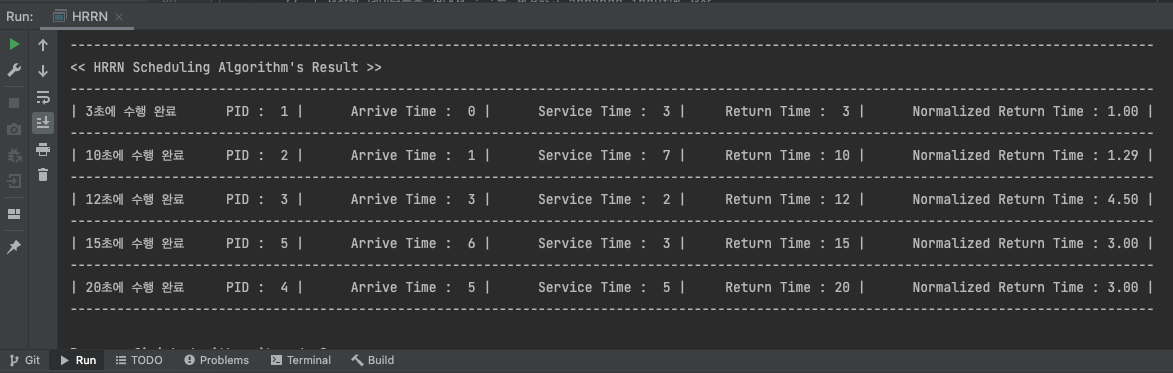 Run: HRRN
<< HRRN Scheduling Algorithm's Result >>
| 3초에 수행 완료 PID : 1 | Arrive Time : 0 | Service Time : 3 | Return Time : 3 | Normalized Return Time : 1.00 |
| 10초에 수행 완료 PID : 2 | Arrive Time : 1 | Service Time : 7 | Return Time : 10 | Normalized Return Time : 1.29 |
| 12초에 수행 완료 PID : 3 | Arrive Time : 3 | Service Time : 2 | Return Time : 12 | Normalized Return Time : 4.50 |
| 15초에 수행 완료 PID : 5 | Arrive Time : 6 | Service Time : 3 | Return Time : 15 | Normalized Return Time : 3.00 |
| 20초에 수행 완료 PID : 4 | Arrive Time : 5 | Service Time : 5 | Return Time : 20 | Normalized Return Time : 3.00 |
Git Run TODO Problems Terminal Build